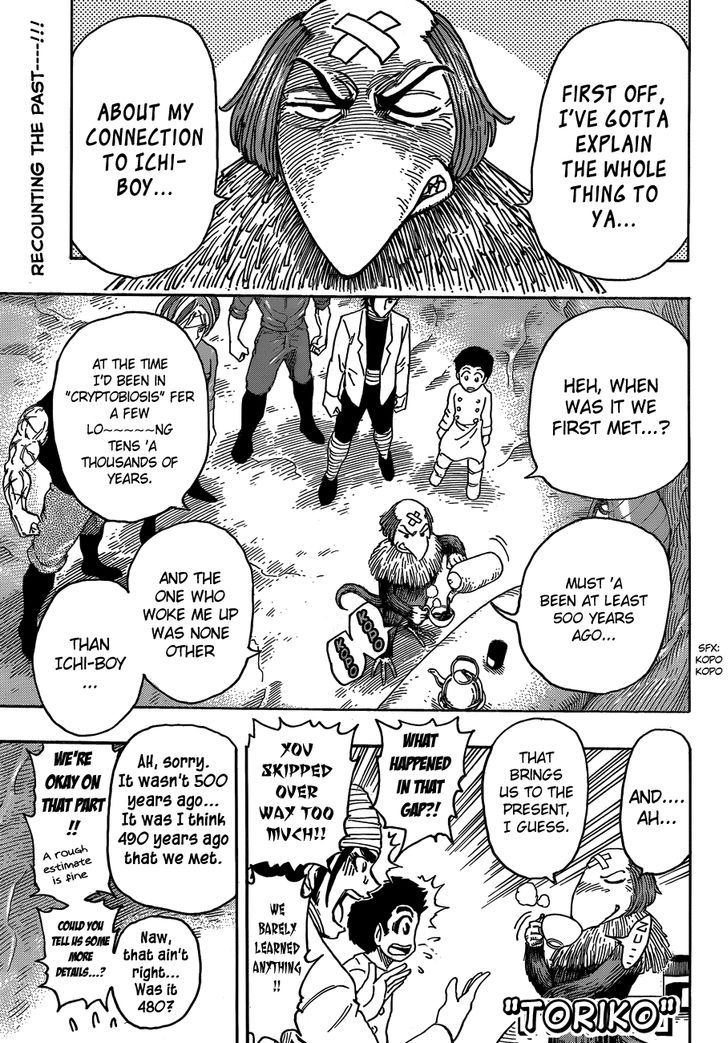 RECOUNTING THE PAST----!!!
FIRST OFF,
I'VE GOTTA
EXPLAIN
THE WHOLE
THING TO
YA...
ABOUT MY
CONNECTION
TO ICHI-
BOY...
HEH, WHEN
WAS IT WE
FIRST MET...?
MUST 'A
BEEN AT LEAST
500 YEARS
AGO...
SFX:
KOPO
KOPO
KOPO
KOPO
AT THE TIME
I'D BEEN IN
"CRYPTOBIOSIS" FER
A FEW
LO~~~~~NG
TENS 'A
THOUSANDS OF
YEARS.
AND THE
ONE WHO
WOKE ME UP
WAS NONE
OTHER
THAN
ICHI-BOY
...
AND....
AH...
THAT
BRINGS
US TO THE
PRESENT,
I GUESS.
WHAT
HAPPENED
IN THAT
GAP?!
YOU
SKIPPED
OVER
WAY TOO
MUCH!!
WE
BARELY
LEARNED
ANYTHING
!!
"TORIKO"
AH, SORRY.
IT WASN'T 500
YEARS AGO...
IT WAS I THINK
490 YEARS AGO
THAT WE MET.
WE'RE
OKAY ON
THAT PART
!!
A rough
estimate
is fine
NAW,
THAT AIN'T
RIGHT...
WAS IT
480?
COULD YOU
TELL US SOME
MORE
DETAILS...?